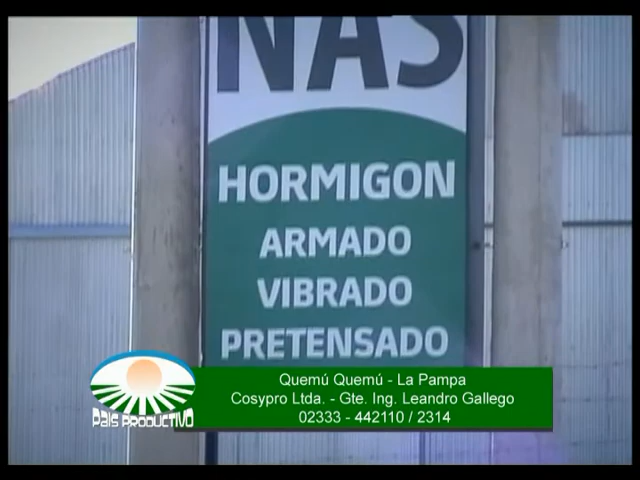 NAS
HORMIGON
ARMADO
VIBRADO
PRETENSADO
Quemú Quemú - La Pampa
Cosypro Ltda. - Gte. Ing. Leandro Gallego
02333 - 442110 / 2314
PAIS PRODUCTIVO